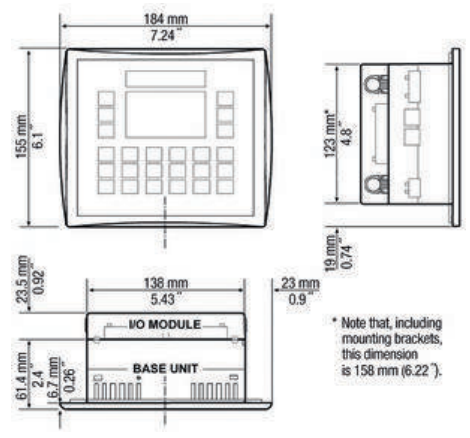 184 mm
7.24"
155 mm
6.1"
123 mm*
4.8"
19 mm
0.74"
23.5 mm
0.92"
138 mm
5.43"
23 mm
0.9"
I/O MODULE
BASE UNIT
61.4 mm
2.4
6.7 mm
0.26"
* Note that, including
mounting brackets,
this dimension
is 158 mm (6.22").